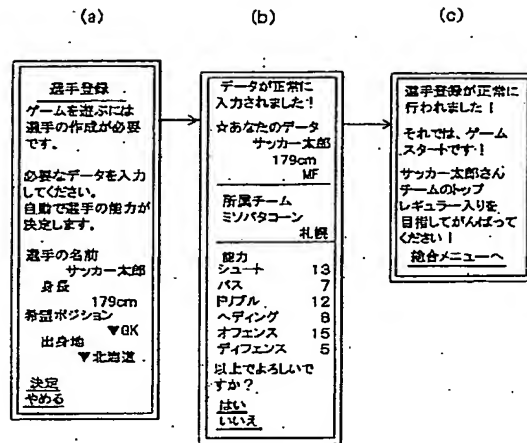 (a)
選手登録
ゲームを遊ぶには
選手の作成が必要
です。
必要なデータを入力
してください。
自動で選手の能力が
決定します。
選手の名前
サッカー太郎
身長
179cm
希望ポジション
▼GK
出身地
▼北海道
決定
やめる
(b)
データが正常に
入力されました!
☆あなたのデータ
サッカー太郎
179cm
MF
所属チーム
ミソバタコーン
札幌
能力
シュート 13
パス 7
ドリブル 12
ヘディング 8
オフェンス 15
ディフェンス 5
以上でよろしいで
すか?
はい
いいえ
(c)
選手登録が正常に
行われました!
それでは、ゲーム
スタートです!
サッカー太郎さん
チームのトップ
レギュラー入りを
目指してがんばって
ください!
総合メニューへ